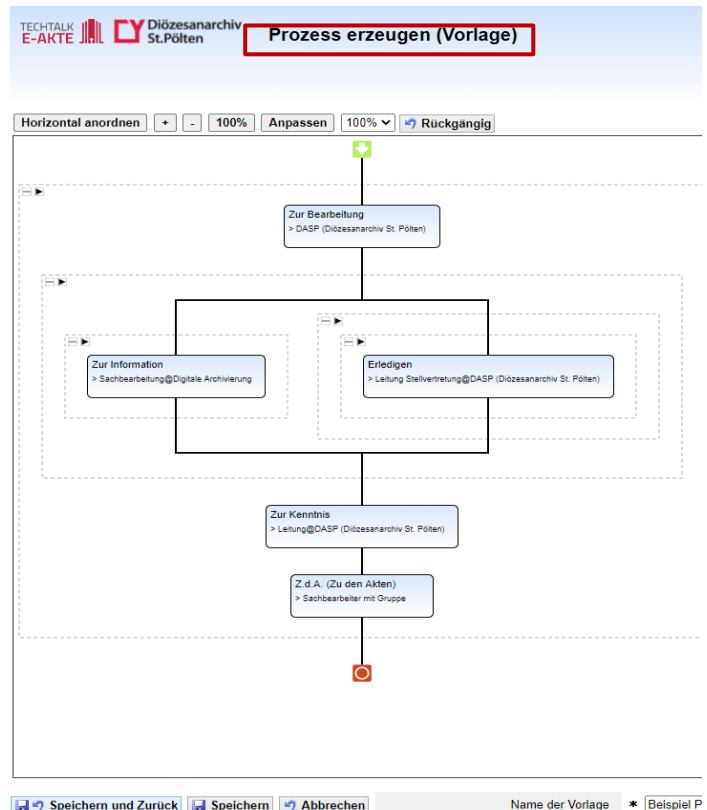 TECHTALK
E-AKTE
Diözesanarchiv
St.Pölten
Prozess erzeugen (Vorlage)
Horizontal anordnen + - 100% Anpassen 100% Rückgängig
Zur Bearbeitung
> DASP (Diözesanarchiv St. Pölten)
Zur Information
> Sachbearbeitung@Digitale Archivierung
Erledigen
> Leitung Stellvertretung@DASP (Diözesanarchiv St. Pölten)
Zur Kenntnis
> Leitung@DASP (Diözesanarchiv St. Pölten)
Z.d.A. (Zu den Akten)
> Sachbearbeiter mit Gruppe
Speichern und Zurück Speichern Abbrechen Name der Vorlage * Beispiel P